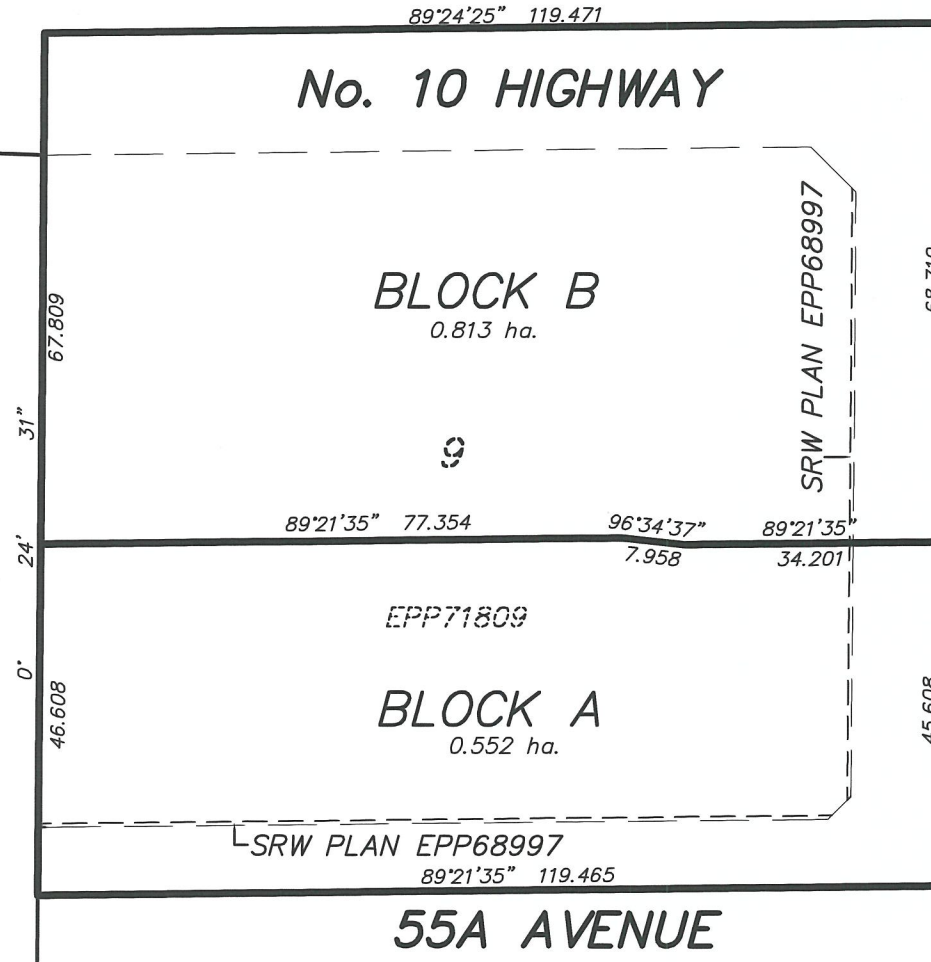 89°24'25" 119.471
No. 10 HIGHWAY
SRW PLAN EPP68997
BLOCK B
0.813 ha.
67.809
9
0° 24' 31"
89°21'35" 77.354
96°34'37"
7.958
89°21'35"
34.201
EPP71809
BLOCK A
0.552 ha.
46.608
45.608
SRW PLAN EPP68997
89°21'35" 119.465
55A AVENUE